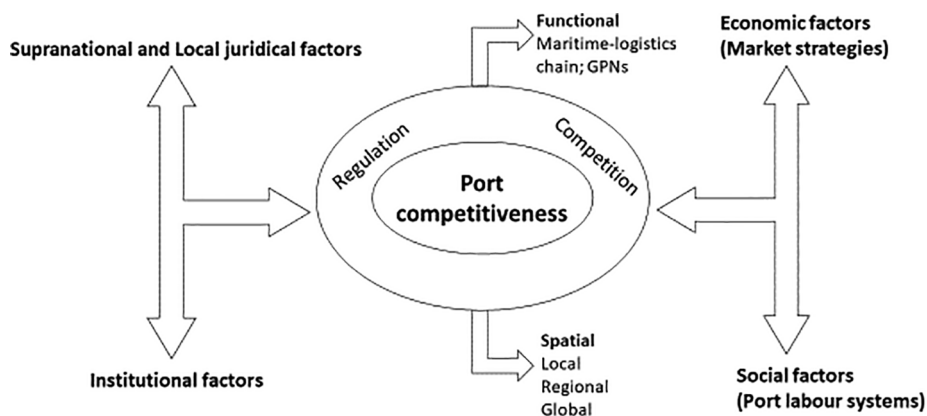 Supranational and Local juridical factors
Institutional factors
Functional
Maritime-logistics
chain; GPNs
Regulation
Competition
Port
competitiveness
Spatial
Local
Regional
Global
Economic factors
(Market strategies)
Social factors
(Port labour systems)